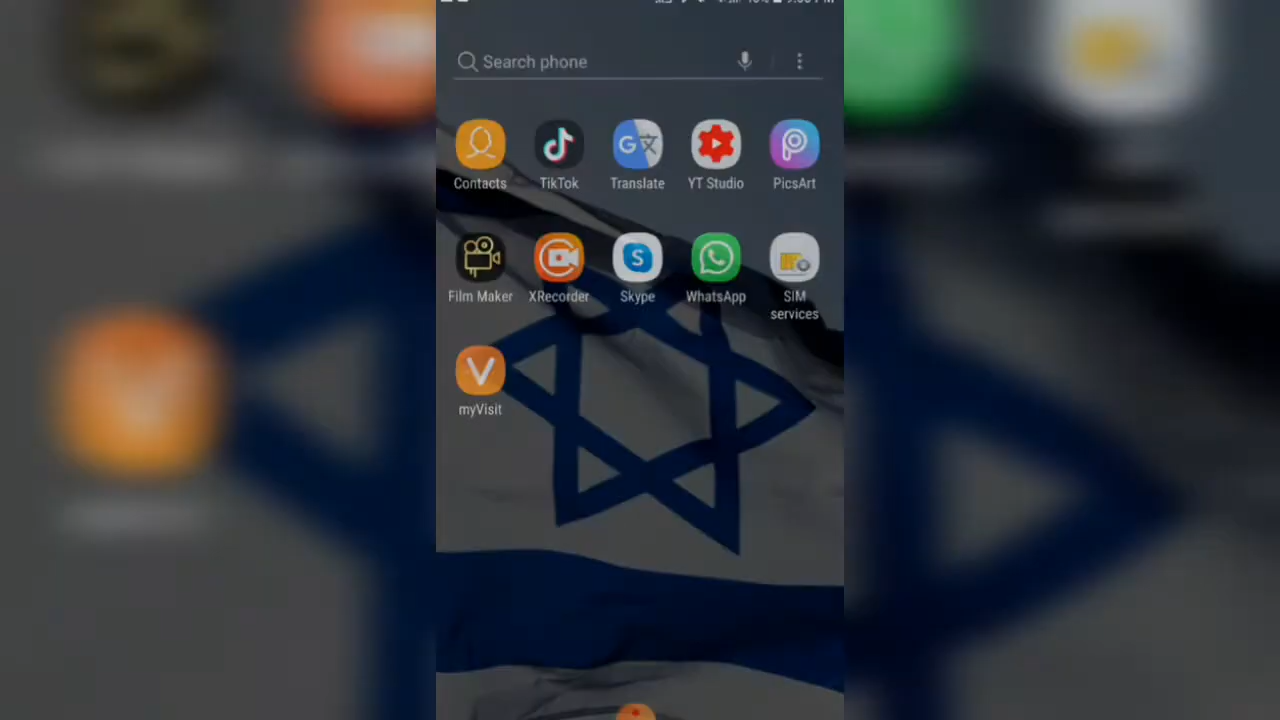 Search phone
Contacts
TikTok
Translate
YT Studio
PicsArt
Film Maker
XRecorder
Skype
WhatsApp
SIM
services
myVisit